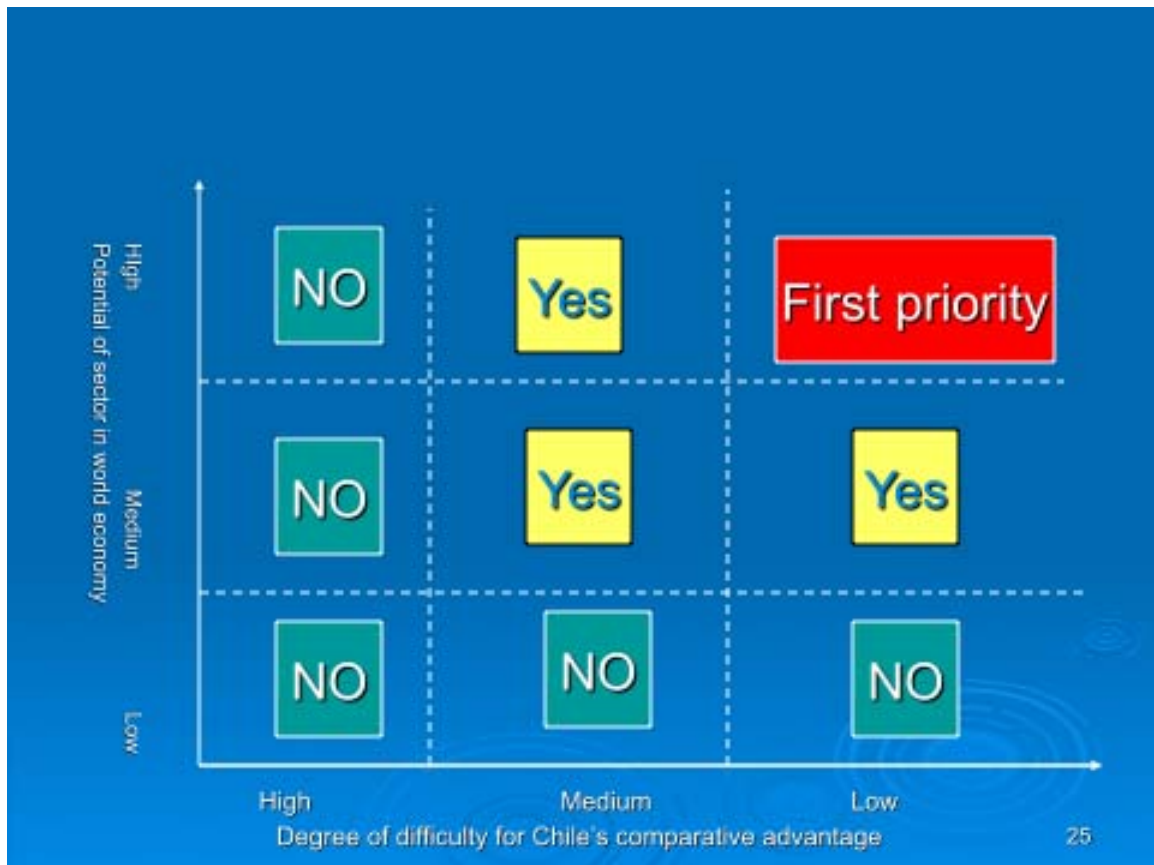 HIgh
Potential of sector in world economy
Medium
Low
NO
Yes
First priority
NO
Yes
Yes
NO
NO
NO
High
Medium
Low
Degree of difficulty for Chile's comparative advantage
25